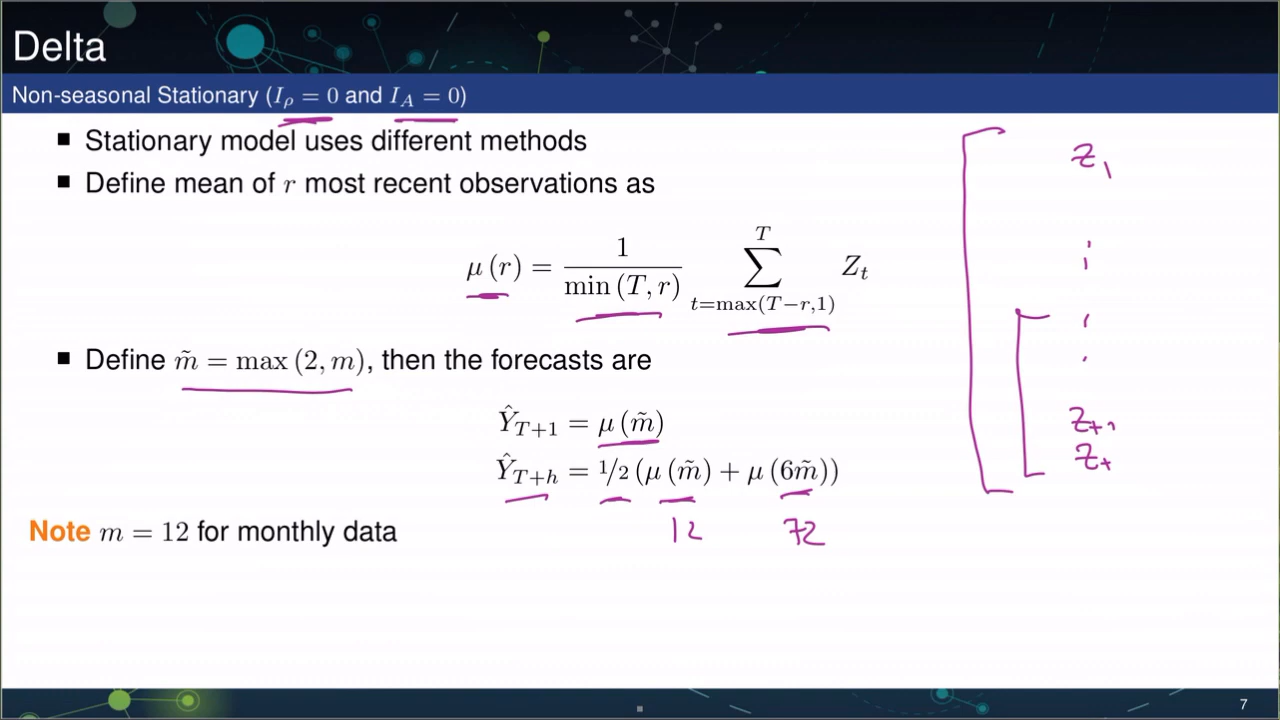 Delta
Non-seasonal Stationary (I_ρ = 0 and I_A = 0)
■ Stationary model uses different methods
■ Define mean of r most recent observations as
μ(r) = 1 / min(T, r) ∑_{t=max(T−r,1)}^{T} Z_t
■ Define m̃ = max(2, m), then the forecasts are
Ŷ_{T+1} = μ(m̃)
Ŷ_{T+h} = 1/2 (μ(m̃) + μ(6m̃))
12 72
Note m = 12 for monthly data
z_1
z_t
7